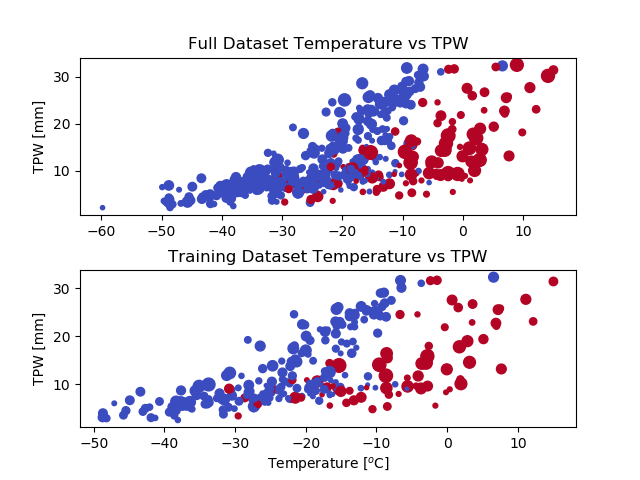 Full Dataset Temperature vs TPW
TPW [mm]
30
20
10
−60 −50 −40 −30 −20 −10 0 10
Training Dataset Temperature vs TPW
TPW [mm]
30
20
10
−50 −40 −30 −20 −10 0 10
Temperature [°C]